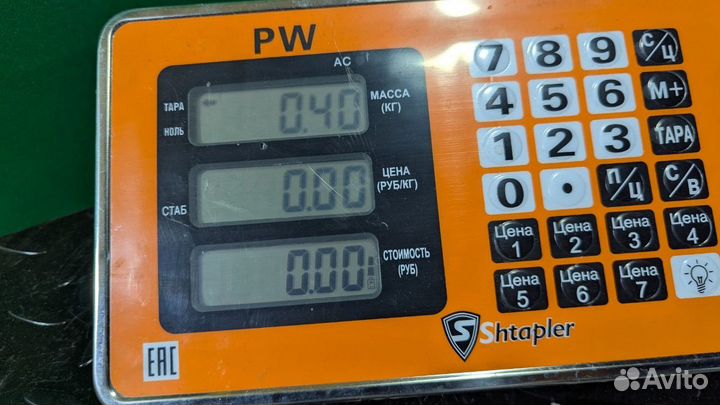 PW
AC
ТАРА
НОЛЬ
0.40
МАССА
(КГ)
0.00
ЦЕНА
(РУБ/КГ)
СТАБ
0.00
СТОИМОСТЬ
(РУБ)
7 8 9 С/Ц
4 5 6 М+
1 2 3 ТАРА
0 . П/Ц С/В
Цена 1 Цена 2 Цена 3 Цена 4
Цена 5 Цена 6 Цена 7
S Shtapler
EAC
Avito